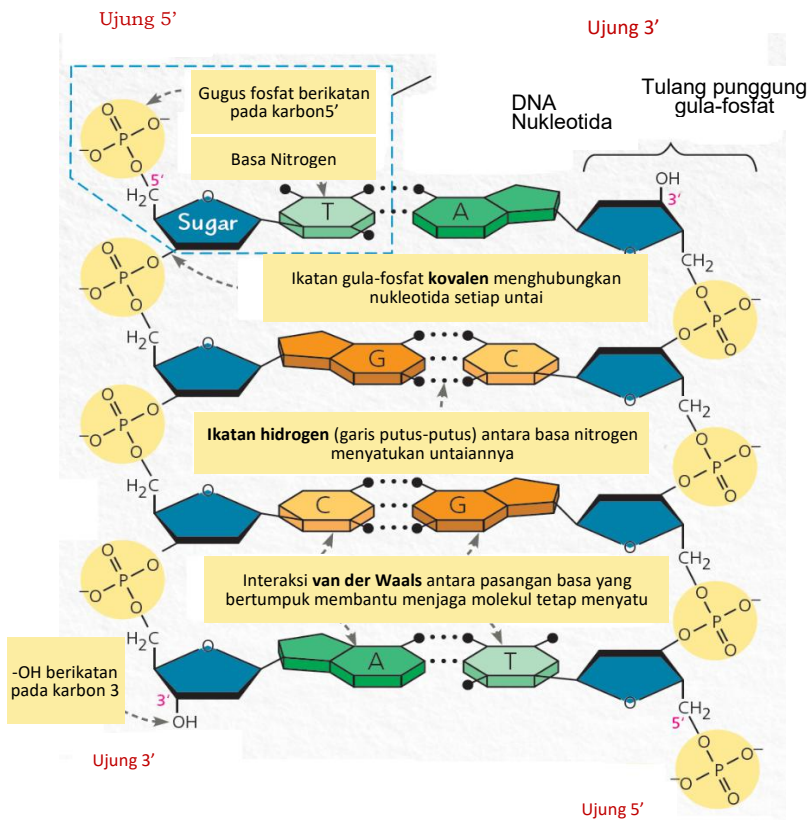 Ujung 5’
Ujung 3’
Gugus fosfat berikatan
pada karbon5’
DNA
Nukleotida
Tulang punggung
gula-fosfat
Basa Nitrogen
O
O⁻
P
⁻O
O
5’
H₂C
O
Sugar
T
A
OH
3’
O
CH₂
Ikatan gula-fosfat kovalen menghubungkan
nukleotida setiap untai
O
O⁻
P
⁻O
O
H₂C
O
G
C
O
O
O⁻
P
O
O
CH₂
Ikatan hidrogen (garis putus-putus) antara basa nitrogen
menyatukan untaiannya
O
O
P
⁻O
O
H₂C
O
C
G
O
O
O⁻
P
O
O
CH₂
Interaksi van der Waals antara pasangan basa yang
bertumpuk membantu menjaga molekul tetap menyatu
O
O
P
⁻O
O
H₂C
O
A
T
O
O
O⁻
P
O
O
-OH berikatan
pada karbon 3
3’
OH
5’
CH₂
O
O⁻
P
⁻O
O
Ujung 3’
Ujung 5’